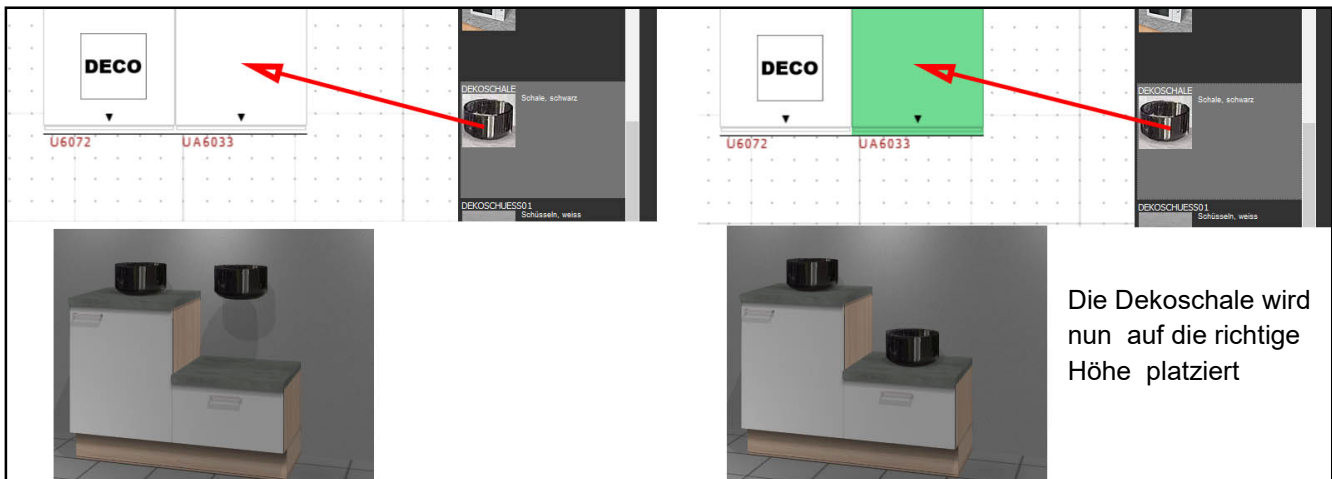 DECO
U6072
UA6033
DEKOSCHALE
Schale, schwarz
DEKOSCHUESS01
Schüsseln, weiss
DECO
U6072
UA6033
DEKOSCHALE
Schale, schwarz
DEKOSCHUESS01
Schüsseln, weiss
Die Dekoschale wird
nun auf die richtige
Höhe platziert